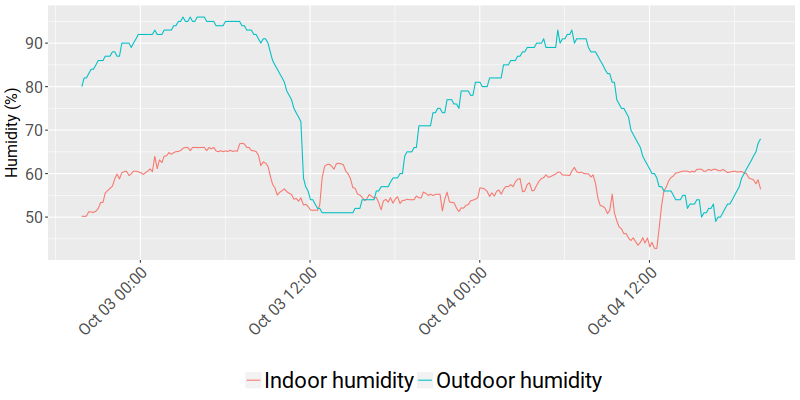 Humidity (%)
90
80
70
60
50
Oct 03 00:00
Oct 03 12:00
Oct 04 00:00
Oct 04 12:00
Indoor humidity Outdoor humidity